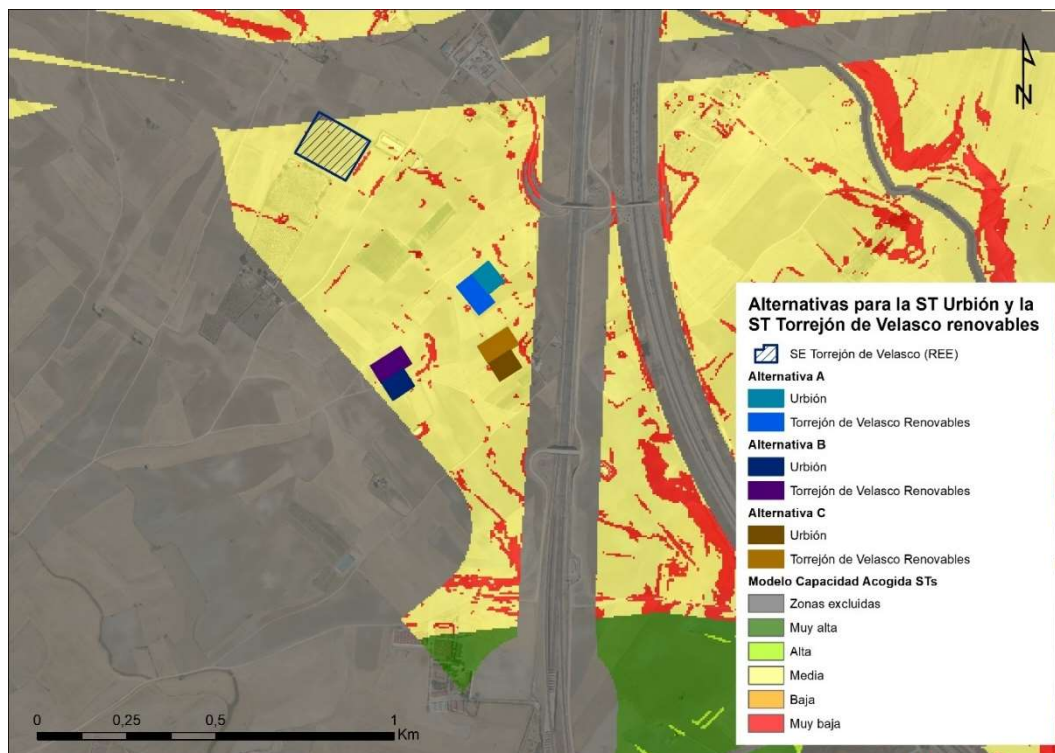 N
Alternativas para la ST Urbión y la
ST Torrejón de Velasco renovables
SE Torrejón de Velasco (REE)
Alternativa A
Urbión
Torrejón de Velasco Renovables
Alternativa B
Urbión
Torrejón de Velasco Renovables
Alternativa C
Urbión
Torrejón de Velasco Renovables
Modelo Capacidad Acogida STs
Zonas excluidas
Muy alta
Alta
Media
Baja
Muy baja
0 0,25 0,5 1
Km